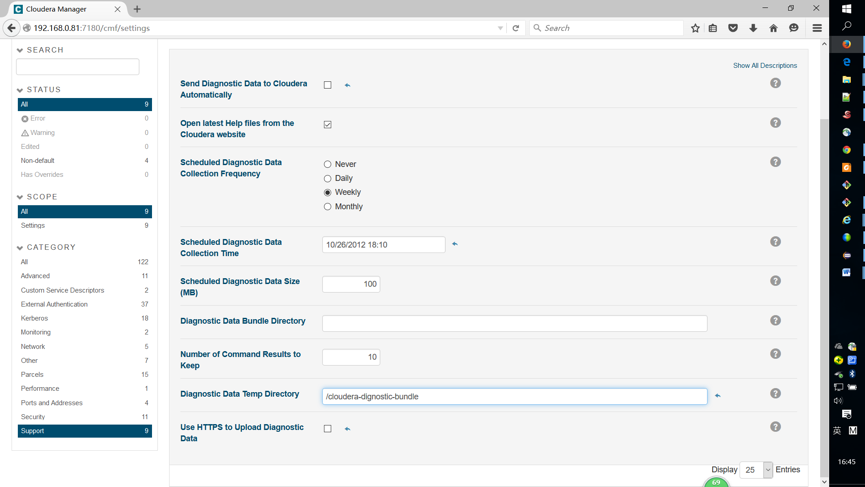 Cloudera Manager
192.168.0.81:7180/cmf/settings
Search
SEARCH
STATUS
All 9
Error 0
Warning 0
Edited 0
Non-default 4
Has Overrides 0
SCOPE
All 9
Settings 9
CATEGORY
All 122
Advanced 11
Custom Service Descriptors 2
External Authentication 37
Kerberos 18
Monitoring 2
Network 5
Other 7
Parcels 15
Performance 1
Ports and Addresses 4
Security 11
Support 9
Show All Descriptions
Send Diagnostic Data to Cloudera
Automatically
Open latest Help files from the
Cloudera website
Scheduled Diagnostic Data
Collection Frequency
Never
Daily
Weekly
Monthly
Scheduled Diagnostic Data
Collection Time
10/26/2012 18:10
Scheduled Diagnostic Data Size
(MB)
100
Diagnostic Data Bundle Directory
Number of Command Results to
Keep
10
Diagnostic Data Temp Directory
/cloudera-dignostic-bundle
Use HTTPS to Upload Diagnostic
Data
Display 25 Entries
69
英 M
16:45